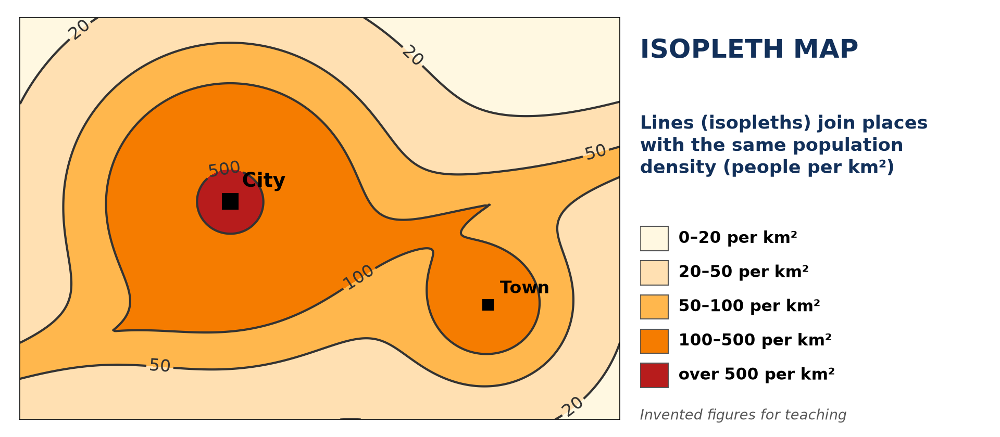 20
20
50
500
City
100
Town
50
20
ISOPLETH MAP
Lines (isopleths) join places
with the same population
density (people per km²)
0–20 per km²
20–50 per km²
50–100 per km²
100–500 per km²
over 500 per km²
Invented figures for teaching